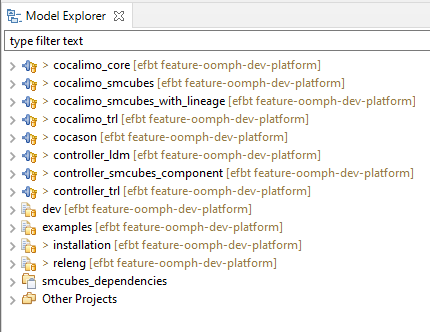 Model Explorer
type filter text
> cocalimo_core [efbt feature-oomph-dev-platform]
> cocalimo_smcubes [efbt feature-oomph-dev-platform]
> cocalimo_smcubes_with_lineage [efbt feature-oomph-dev-platform]
> cocalimo_trl [efbt feature-oomph-dev-platform]
> cocason [efbt feature-oomph-dev-platform]
> controller_ldm [efbt feature-oomph-dev-platform]
> controller_smcubes_component [efbt feature-oomph-dev-platform]
> controller_trl [efbt feature-oomph-dev-platform]
dev [efbt feature-oomph-dev-platform]
examples [efbt feature-oomph-dev-platform]
> installation [efbt feature-oomph-dev-platform]
> releng [efbt feature-oomph-dev-platform]
smcubes_dependencies
Other Projects